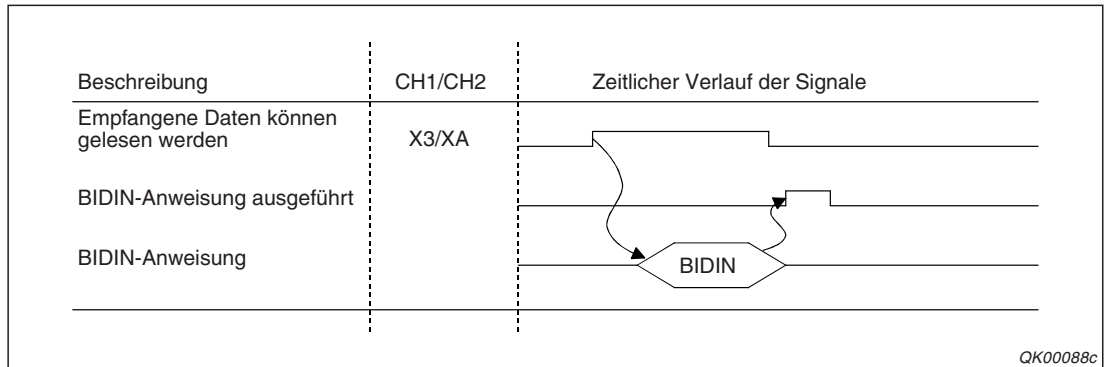 Beschreibung CH1/CH2 Zeitlicher Verlauf der Signale
Empfangene Daten können
gelesen werden X3/XA
BIDIN-Anweisung ausgeführt
BIDIN-Anweisung BIDIN
QK00088c